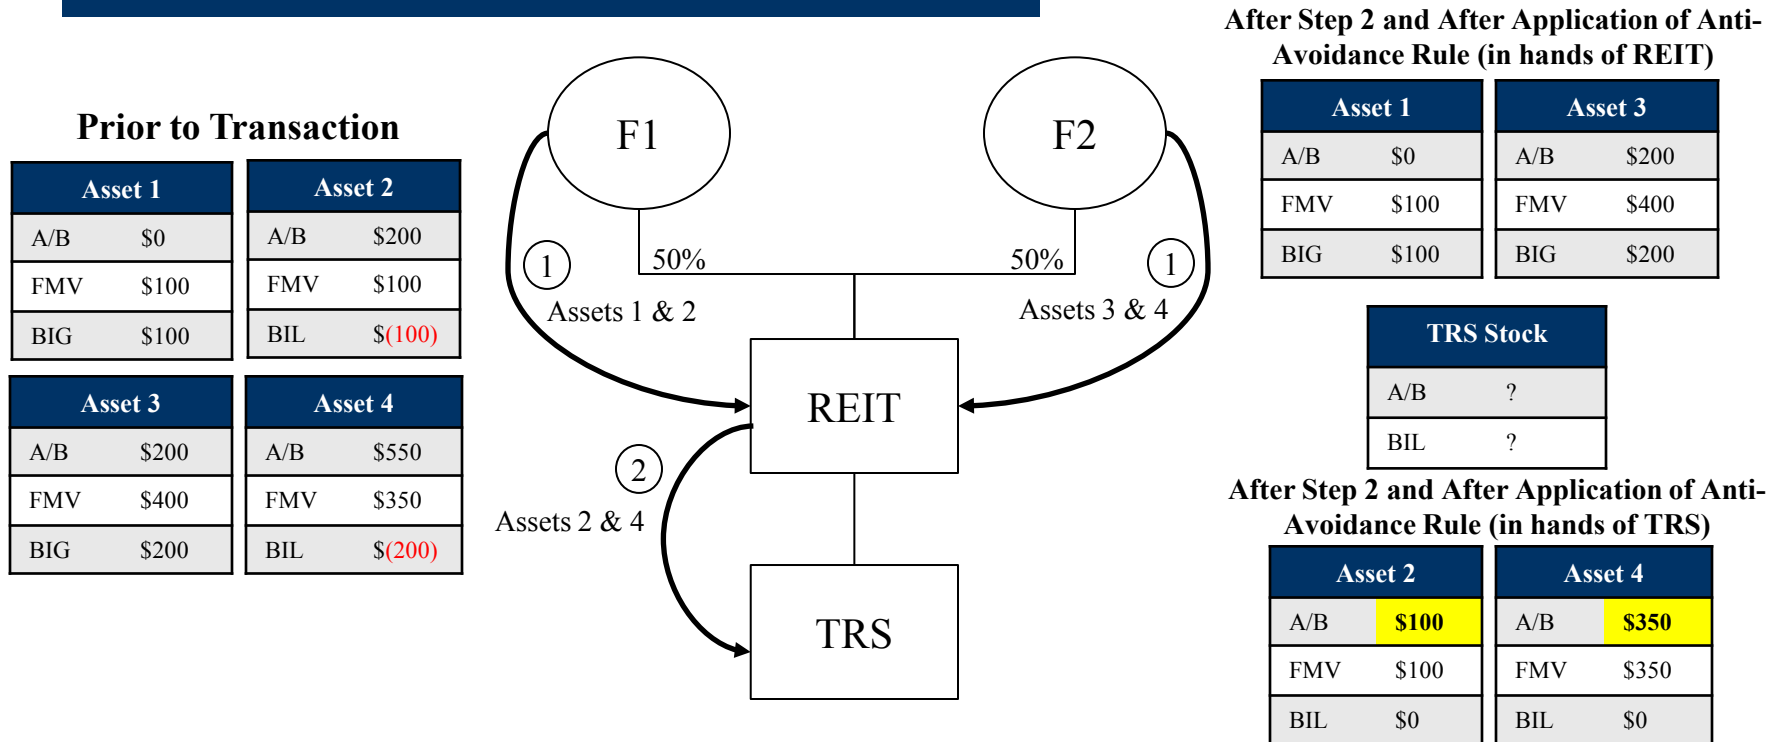 After Step 2 and After Application of Anti-
Avoidance Rule (in hands of REIT)
Asset 1
A/B $0
FMV $100
BIG $100
Asset 3
A/B $200
FMV $400
BIG $200
Prior to Transaction
Asset 1
A/B $0
FMV $100
BIG $100
Asset 2
A/B $200
FMV $100
BIL $(100)
Asset 3
A/B $200
FMV $400
BIG $200
Asset 4
A/B $550
FMV $350
BIL $(200)
F1
F2
50%
50%
1
Assets 1 & 2
1
Assets 3 & 4
REIT
2
Assets 2 & 4
TRS
TRS Stock
A/B ?
BIL ?
After Step 2 and After Application of Anti-
Avoidance Rule (in hands of TRS)
Asset 2
A/B $100
FMV $100
BIL $0
Asset 4
A/B $350
FMV $350
BIL $0